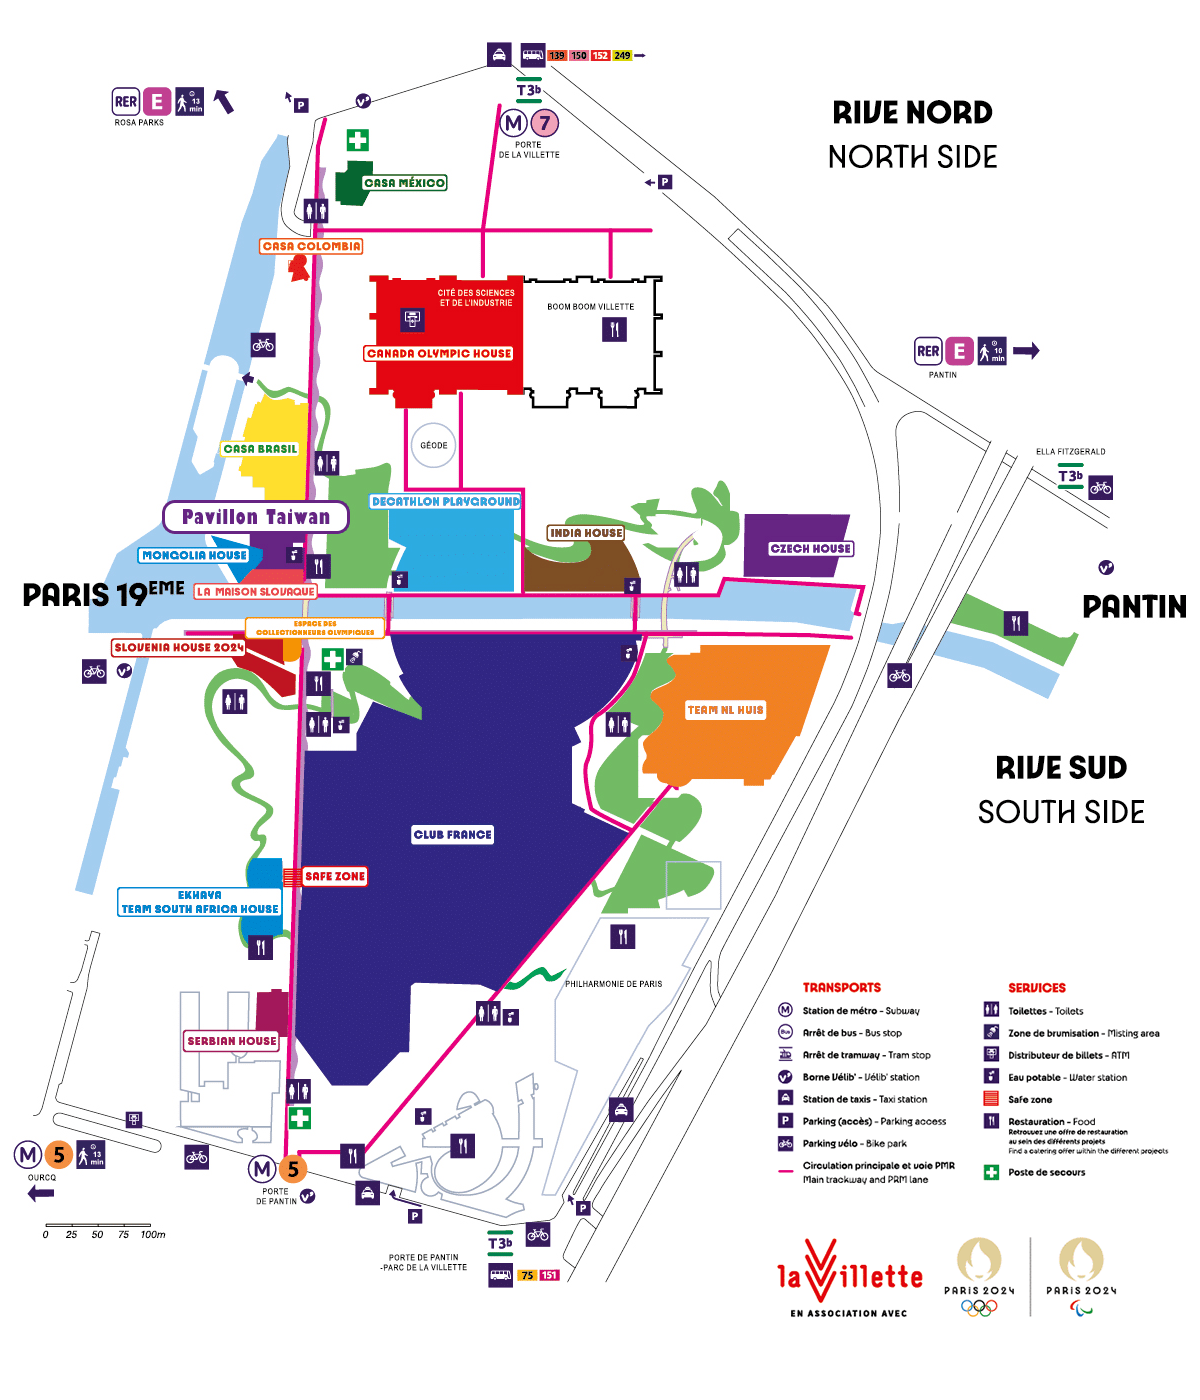 139 150 152 249
T3b
RER E 13 min
ROSA PARKS
P
V
M 7
PORTE
DE LA VILLETTE
RIVE NORD
NORTH SIDE
P
CASA MÉXICO
CASA COLOMBIA
CITÉ DES SCIENCES
ET DE L'INDUSTRIE
BOOM BOOM VILLETTE
CANADA OLYMPIC HOUSE
RER E 10 min
PANTIN
GÉODE
CASA BRASIL
ELLA FITZGERALD
T3b
DECATHLON PLAYGROUND
Pavillon Taiwan
INDIA HOUSE
CZECH HOUSE
MONGOLIA HOUSE
PARIS 19EME
LA MAISON SLOVAQUE
V
PANTIN
ESPACE DES
COLLECTIONNEURS OLYMPIQUES
SLOVENIA HOUSE 2024
V
TEAM NL HUIS
RIVE SUD
SOUTH SIDE
CLUB FRANCE
SAFE ZONE
EKHAYA
TEAM SOUTH AFRICA HOUSE
PHILHARMONIE DE PARIS
SERBIAN HOUSE
M 5 13 min
OURCQ
M 5
PORTE
DE PANTIN
V
P
P
0 25 50 75 100m
PORTE DE PANTIN
-PARC DE LA VILLETTE
T3b
75 151
TRANSPORTS
M Station de métro - Subway
Bus Arrêt de bus - Bus stop
Arrêt de tramway - Tram stop
V Borne Vélib' - Vélib' station
Station de taxis - Taxi station
P Parking (accès) - Parking access
Parking vélo - Bike park
Circulation principale et voie PMR
Main trackway and PRM lane
SERVICES
Toilettes - Toilets
Zone de brumisation - Misting area
Distributeur de billets - ATM
Eau potable - Water station
Safe zone
Restauration - Food
Retrouvez une offre de restauration
au sein des différents projets
Find a catering offer within the different projects
Poste de secours
la Villette
EN ASSOCIATION AVEC
PARIS 2024
PARIS 2024